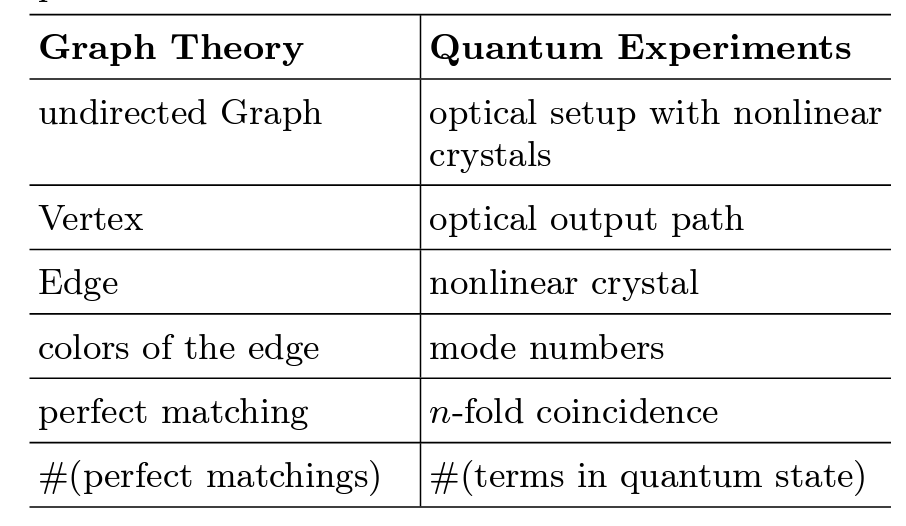 Graph Theory Quantum Experiments
undirected Graph optical setup with nonlinear
crystals
Vertex optical output path
Edge nonlinear crystal
colors of the edge mode numbers
perfect matching n-fold coincidence
#(perfect matchings) #(terms in quantum state)